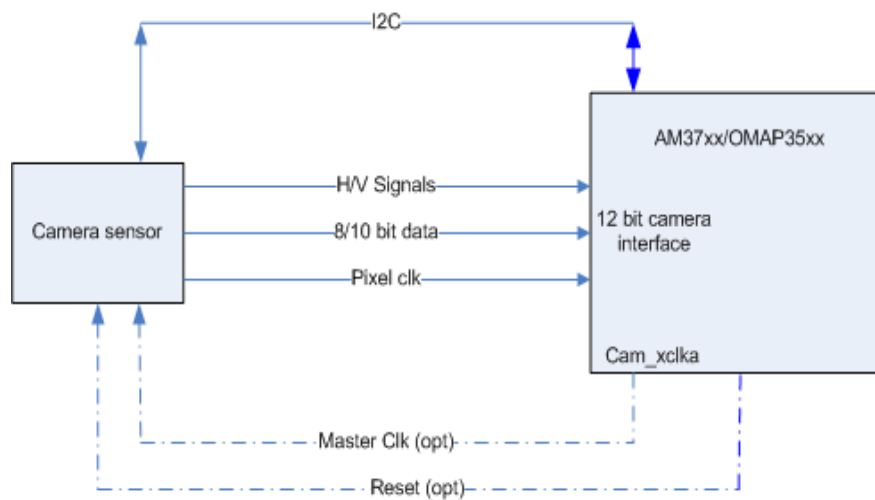 I2C
AM37xx/OMAP35xx
H/V Signals
Camera sensor
8/10 bit data
12 bit camera
interface
Pixel clk
Cam_xclka
Master Clk (opt)
Reset (opt)